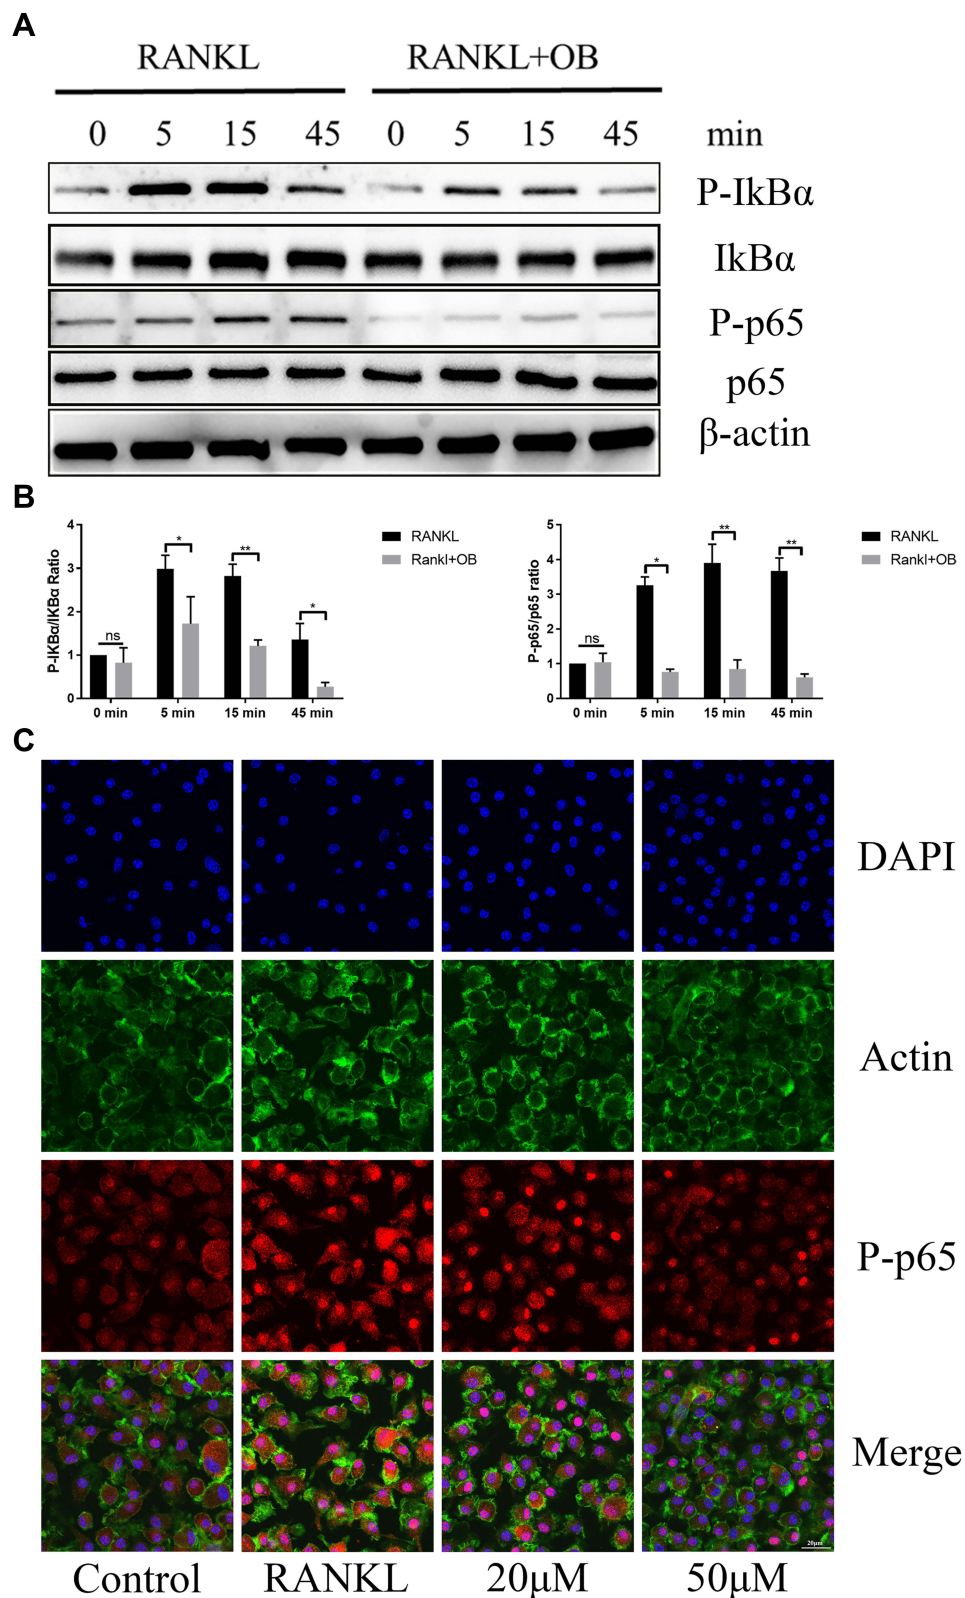 A
RANKL RANKL+OB
0 5 15 45 0 5 15 45 min
P-IkBα
IkBα
P-p65
p65
β-actin
B
P-IKBα/IKBα Ratio
4
3
2
1
0
ns
*
**
*
0 min 5 min 15 min 45 min
RANKL
Rankl+OB
P-p65/p65 ratio
5
4
3
2
1
0
ns
*
**
**
0 min 5 min 15 min 45 min
RANKL
Rankl+OB
C
DAPI
Actin
P-p65
Merge
20μm
Control RANKL 20μM 50μM